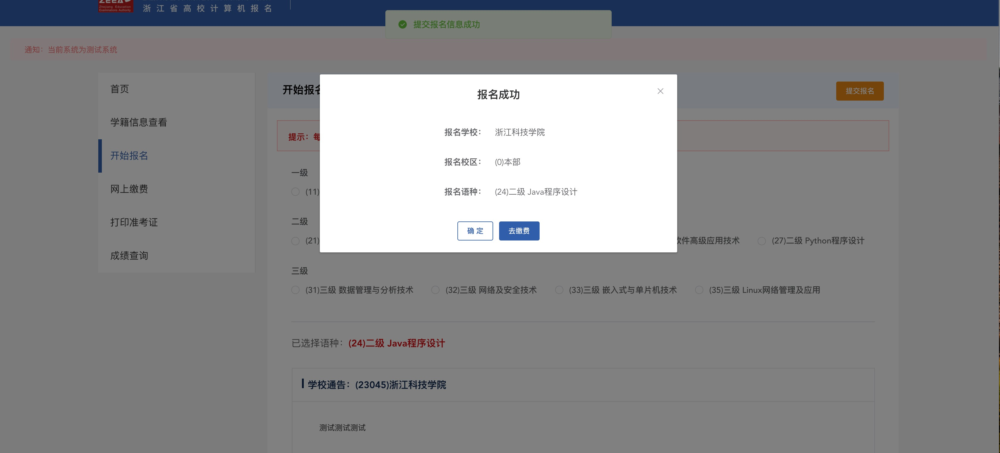 Zhejiang Education
Examinations Authority
浙江省高校计算机报名
提交报名信息成功
通知：当前系统为测试系统
首页
学籍信息查看
开始报名
网上缴费
打印准考证
成绩查询
开始报名
提交报名
提示：每
一级
(11)
二级
(21)
软件高级应用技术
(27)二级 Python程序设计
三级
(31)三级 数据管理与分析技术
(32)三级 网络及安全技术
(33)三级 嵌入式与单片机技术
(35)三级 Linux网络管理及应用
已选择语种：(24)二级 Java程序设计
学校通告：(23045)浙江科技学院
测试测试测试
报名成功
报名学校： 浙江科技学院
报名校区： (0)本部
报名语种： (24)二级 Java程序设计
确 定
去缴费